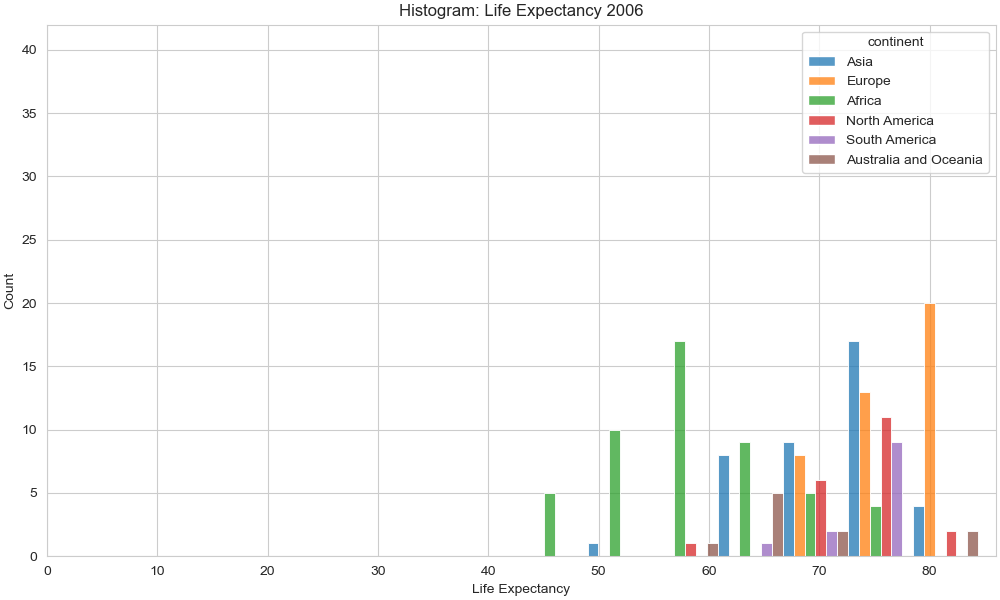 Histogram: Life Expectancy 2006
continent
Asia
Europe
Africa
North America
South America
Australia and Oceania
Count
40
35
30
25
20
15
10
5
0
0 10 20 30 40 50 60 70 80
Life Expectancy